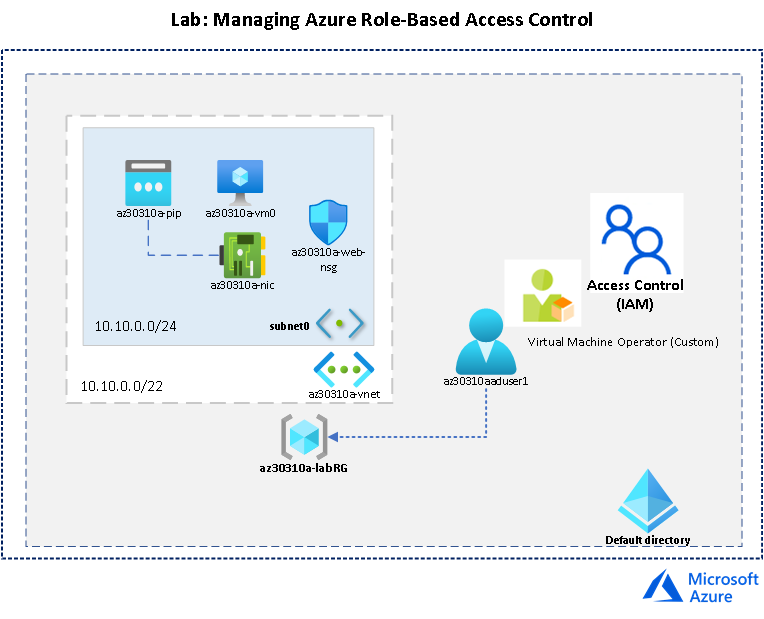 Lab: Managing Azure Role-Based Access Control
az30310a-pip
az30310a-vm0
az30310a-web-
nsg
az30310a-nic
10.10.0.0/24
subnet0
10.10.0.0/22
az30310a-vnet
az30310a-labRG
Access Control
(IAM)
Virtual Machine Operator (Custom)
az30310aaduser1
Default directory
Microsoft
Azure